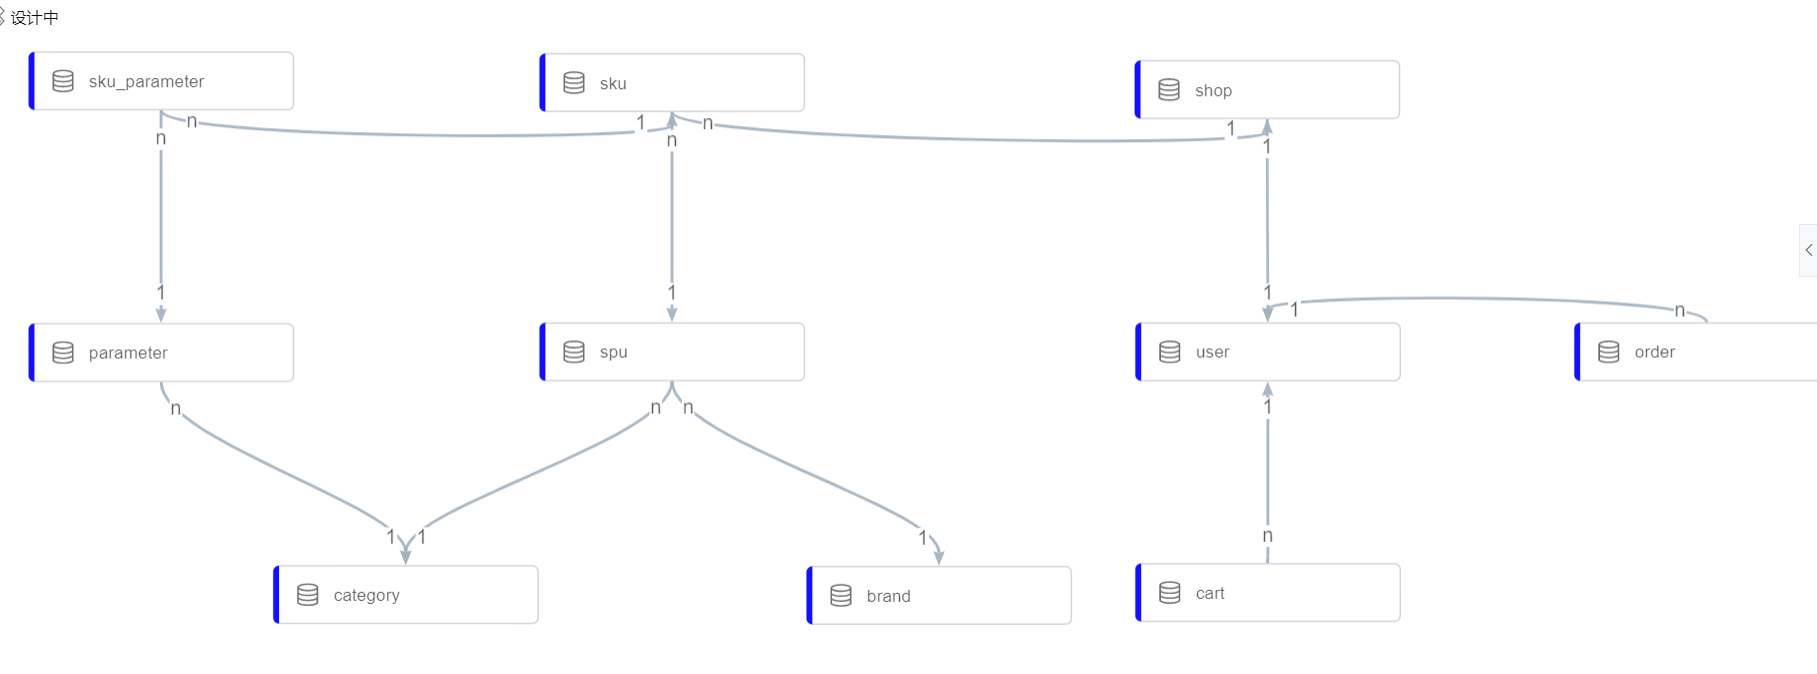 设计中
sku_parameter
sku
shop
n
1
n
1
n
n
1
1
1
1
1
n
parameter
spu
user
order
n
n
n
1
1
1
1
n
category
brand
cart